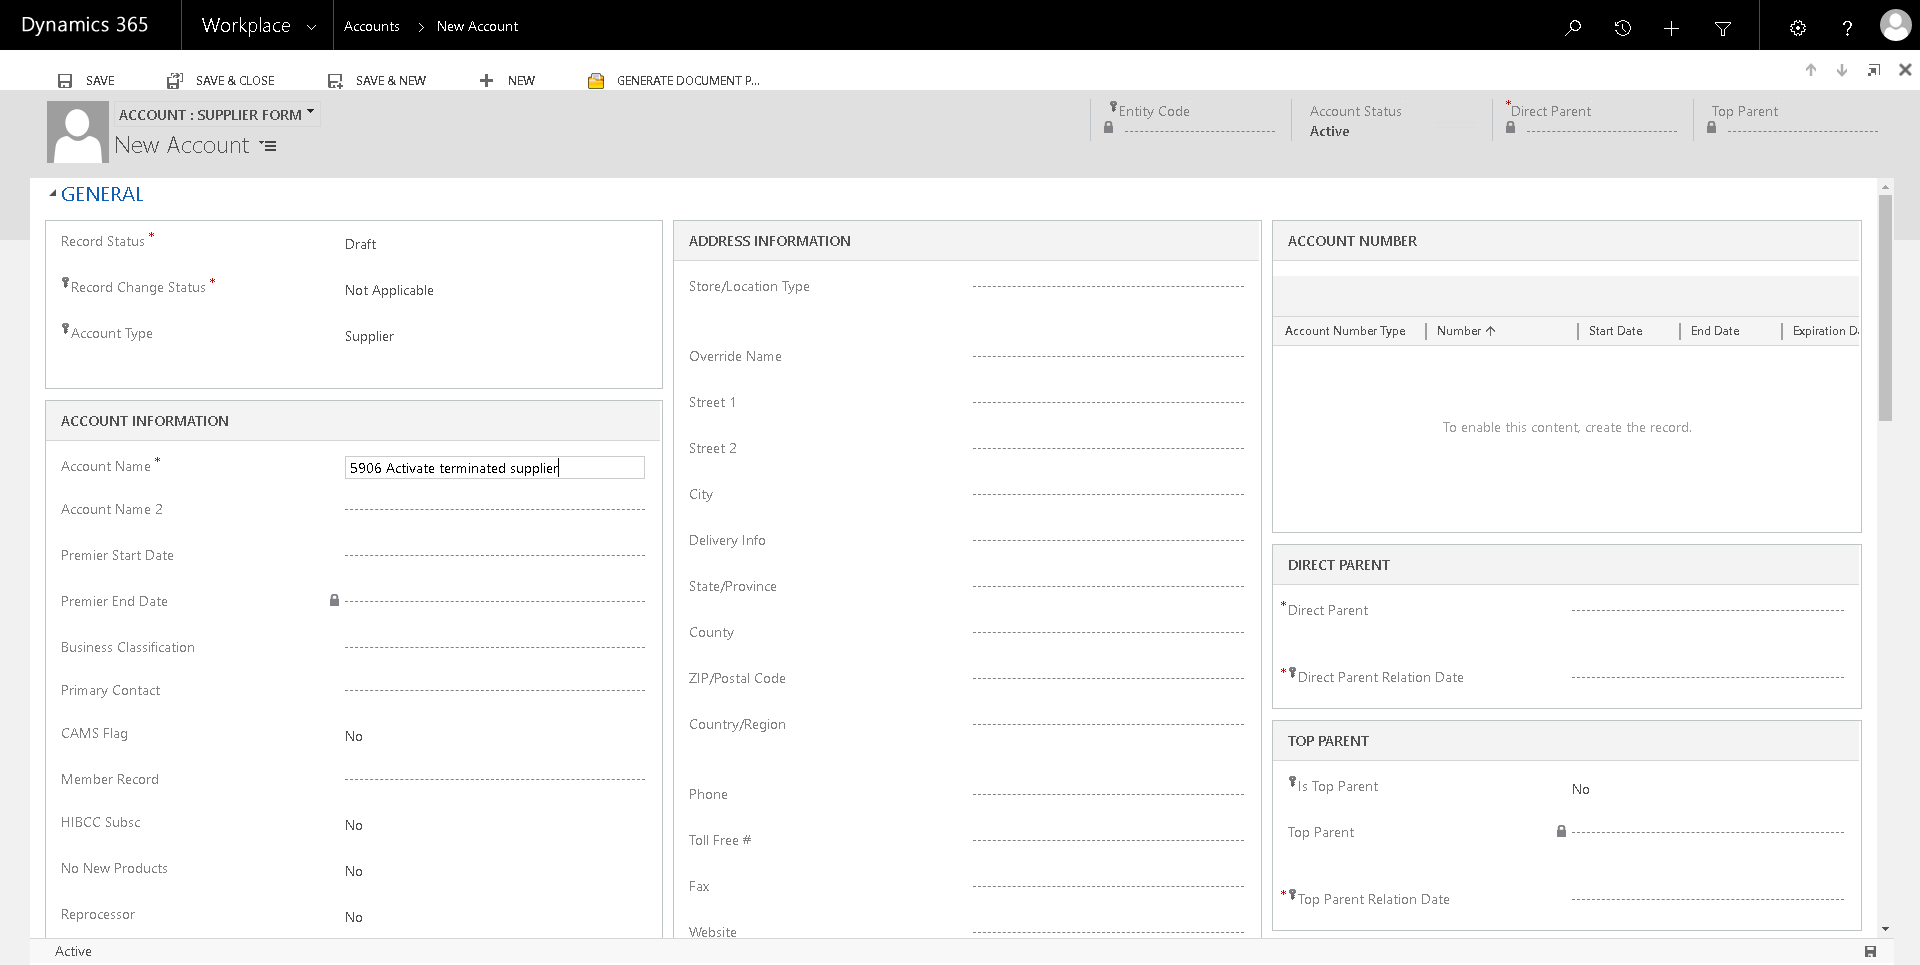 Dynamics 365
Workplace
Accounts
New Account
?
SAVE
SAVE & CLOSE
SAVE & NEW
NEW
GENERATE DOCUMENT P...
ACCOUNT : SUPPLIER FORM
New Account
Entity Code
Account Status
Active
*Direct Parent
Top Parent
GENERAL
Record Status *
Draft
Record Change Status *
Not Applicable
Account Type
Supplier
ACCOUNT INFORMATION
Account Name *
5906 Activate terminated supplier
Account Name 2
Premier Start Date
Premier End Date
Business Classification
Primary Contact
CAMS Flag
No
Member Record
HIBCC Subsc
No
No New Products
No
Reprocessor
No
ADDRESS INFORMATION
Store/Location Type
Override Name
Street 1
Street 2
City
Delivery Info
State/Province
County
ZIP/Postal Code
Country/Region
Phone
Toll Free #
Fax
Website
ACCOUNT NUMBER
Account Number Type
Number
Start Date
End Date
Expiration D
To enable this content, create the record.
DIRECT PARENT
*Direct Parent
*Direct Parent Relation Date
TOP PARENT
Is Top Parent
No
Top Parent
*Top Parent Relation Date
Active